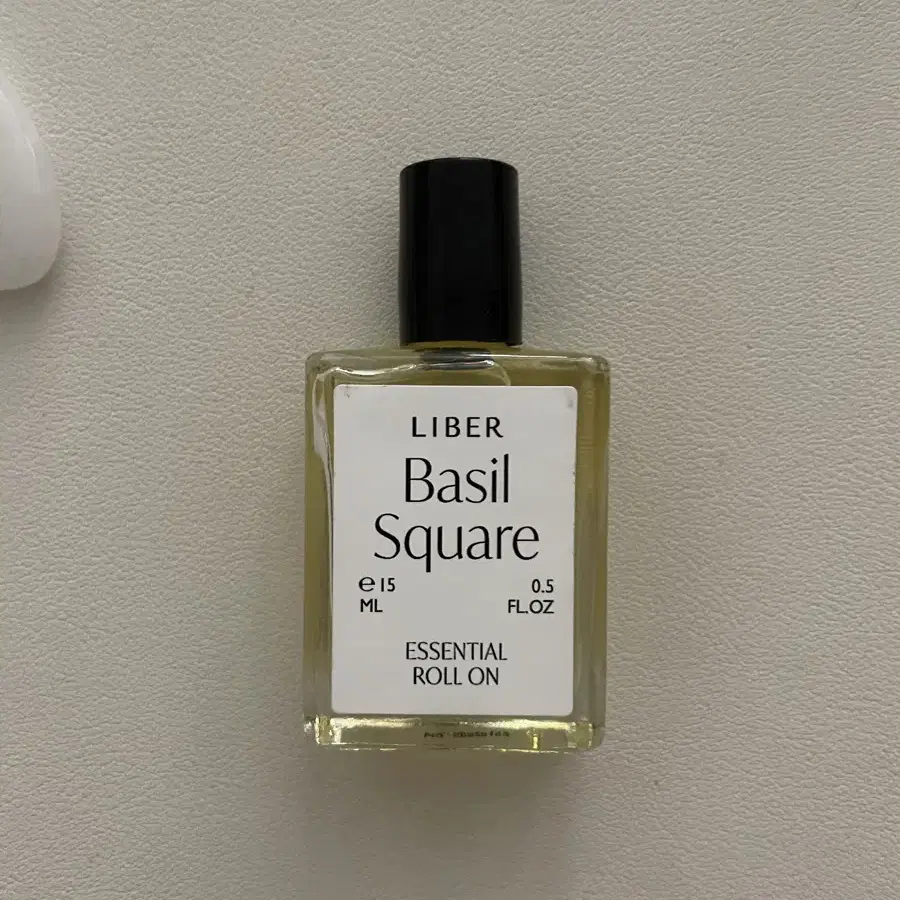 LIBER
Basil
Square
℮15 0.5
ML FL.OZ
ESSENTIAL
ROLL ON